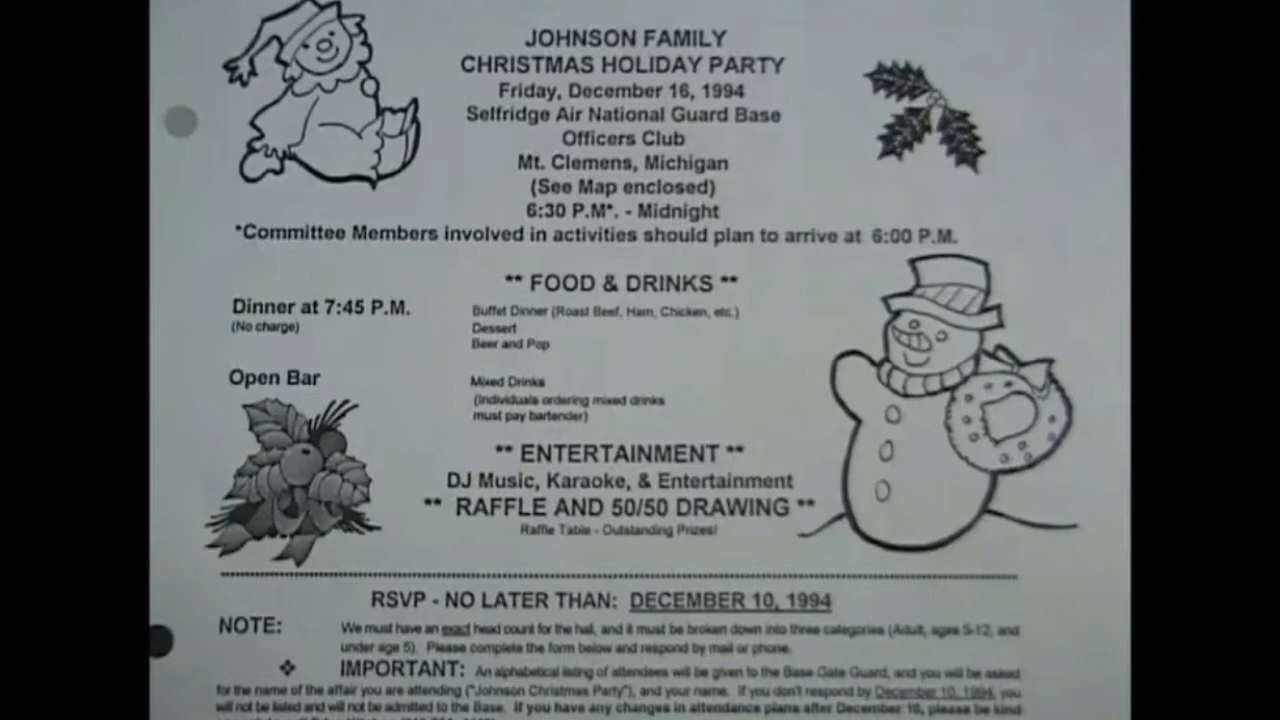 JOHNSON FAMILY
CHRISTMAS HOLIDAY PARTY
Friday, December 16, 1994
Selfridge Air National Guard Base
Officers Club
Mt. Clemens, Michigan
(See Map enclosed)
6:30 P.M*. - Midnight
*Committee Members involved in activities should plan to arrive at 6:00 P.M.
** FOOD & DRINKS **
Dinner at 7:45 P.M.
(No charge)
Buffet Dinner (Roast Beef, Ham, Chicken, etc.)
Dessert
Beer and Pop
Open Bar
Mixed Drinks
(Individuals ordering mixed drinks
must pay bartender)
** ENTERTAINMENT **
DJ Music, Karaoke, & Entertainment
** RAFFLE AND 50/50 DRAWING **
Raffle Table - Outstanding Prizes!
RSVP - NO LATER THAN: DECEMBER 10, 1994
NOTE: We must have an exact head count for the hall, and it must be broken down into three categories (Adult, ages 5-12, and
under age 5). Please complete the form below and respond by mail or phone.
❖ IMPORTANT: An alphabetical listing of attendees will be given to the Base Gate Guard, and you will be asked
for the name of the affair you are attending ("Johnson Christmas Party"), and your name. If you don't respond by December 10, 1994, you
will not be listed and will not be admitted to the Base. If you have any changes in attendance plans after December 10, please be kind